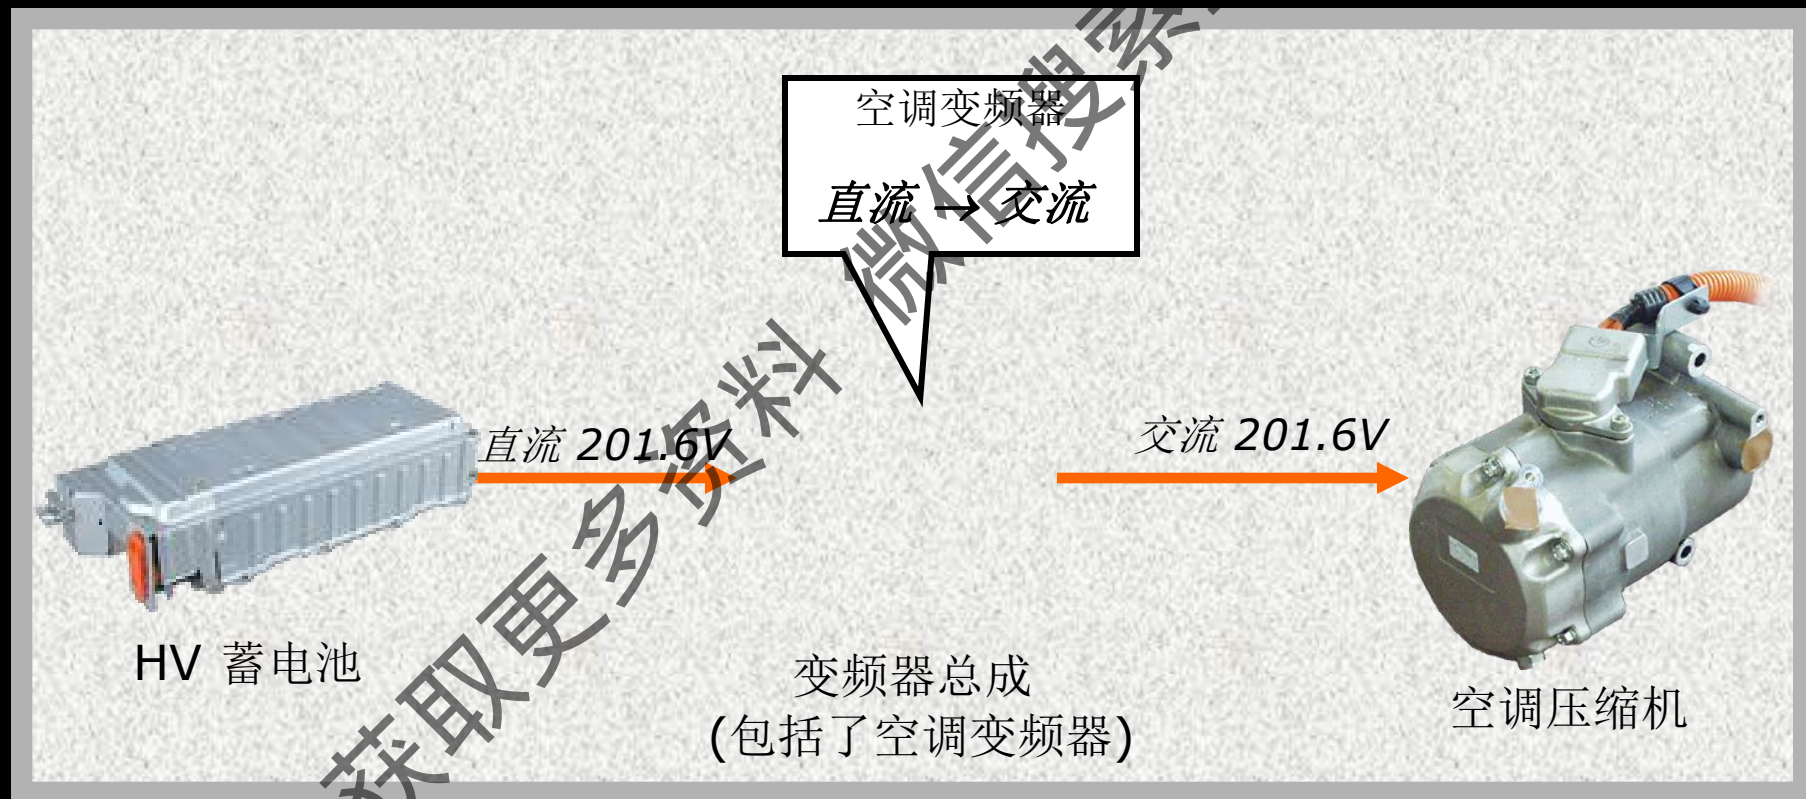 空调变频器
直流 → 交流
直流 201.6V
交流 201.6V
HV 蓄电池
变频器总成
(包括了空调变频器)
空调压缩机
获取更多资料 微信搜索